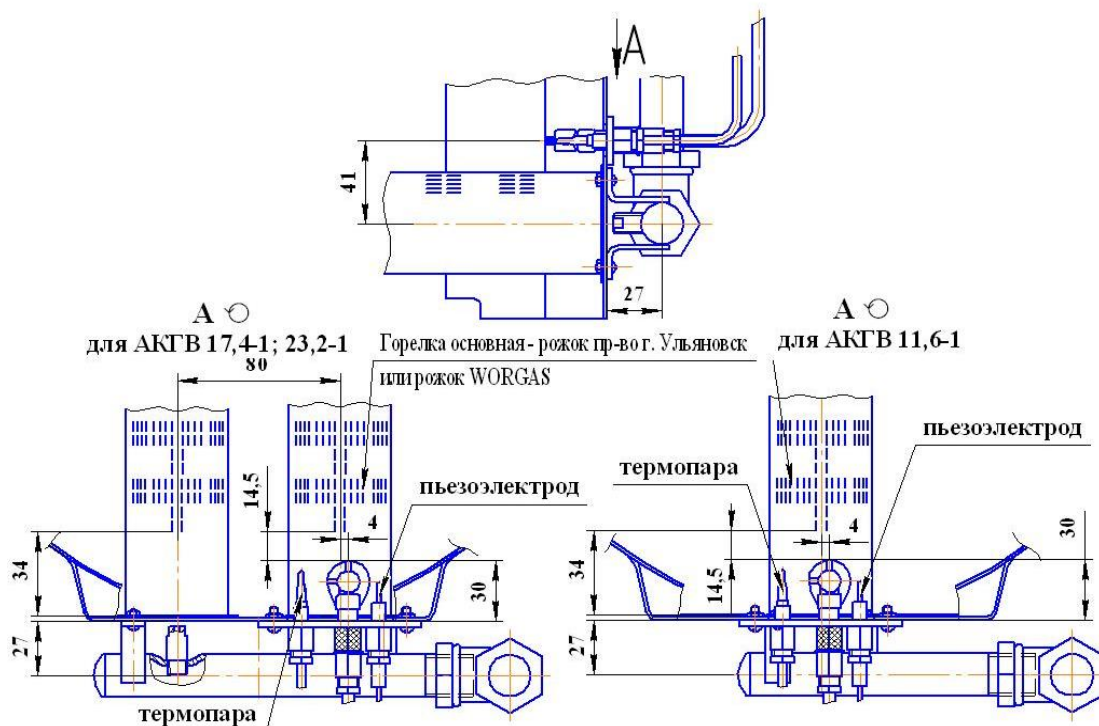 А
41
27
А
для АКГВ 17,4-1; 23,2-1
Горелка основная - рожок пр-во г. Ульяновск
или рожок WORGAS
А
для АКГВ 11,6-1
80
14,5
4
пьезоэлектрод
34
30
27
термопара
термопара
пьезоэлектрод
14,5
4
34
30
27